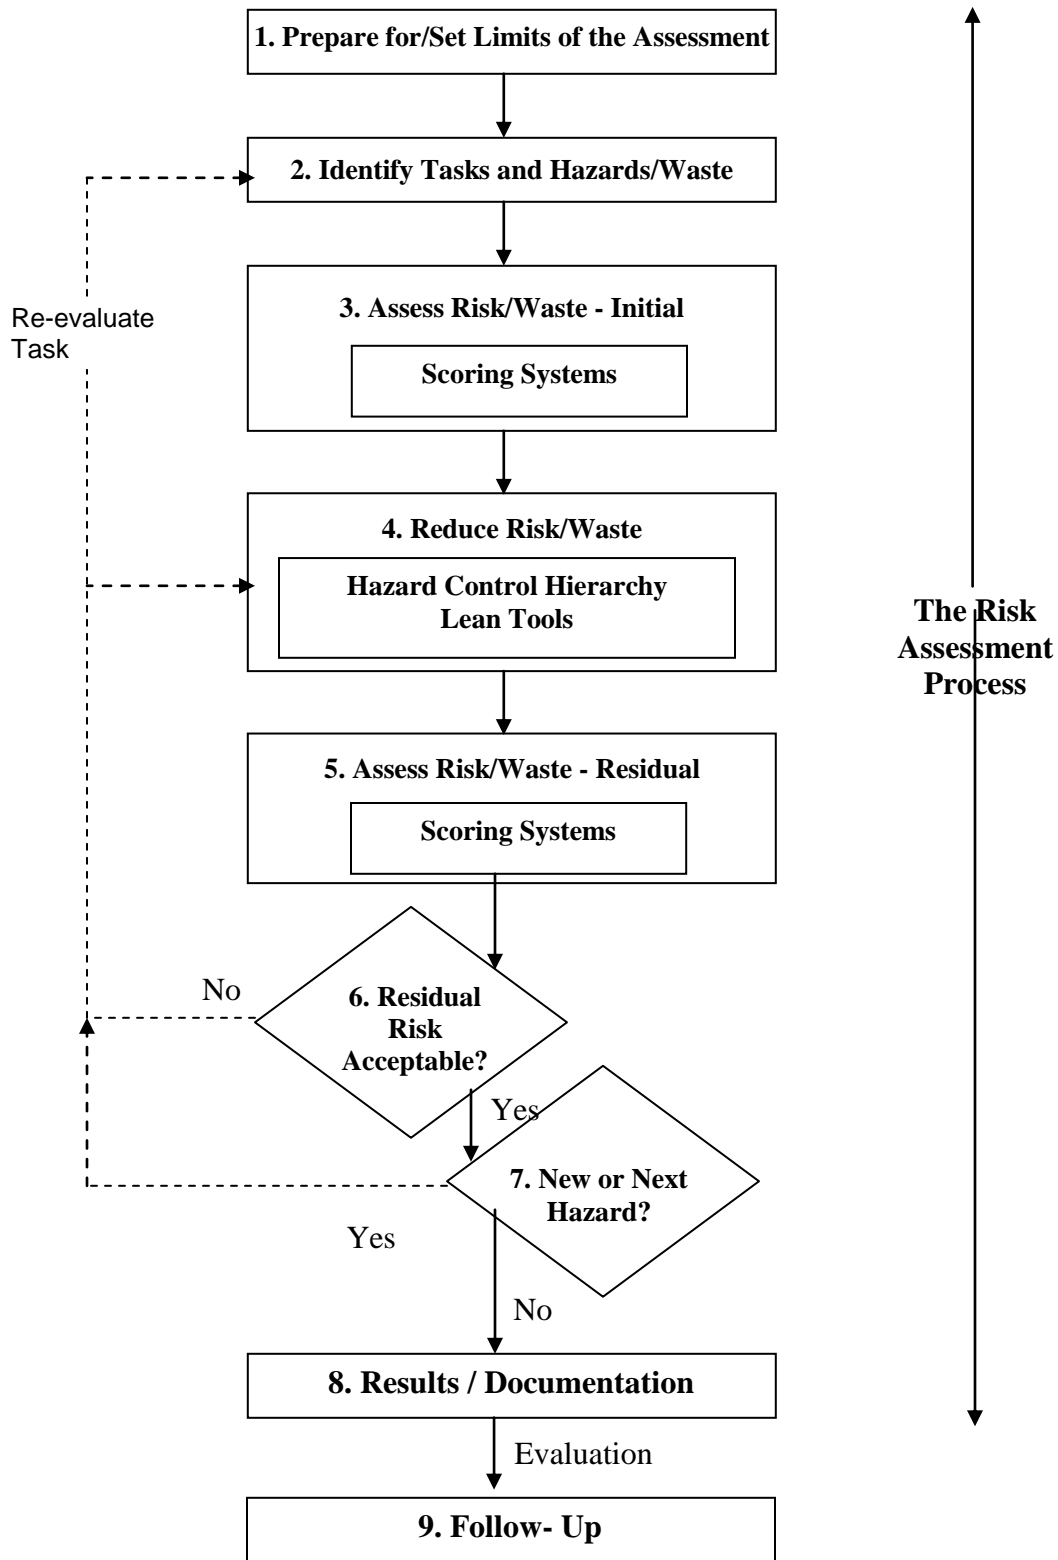 1. Prepare for/Set Limits of the Assessment
2. Identify Tasks and Hazards/Waste
Re-evaluate
Task
3. Assess Risk/Waste - Initial
Scoring Systems
4. Reduce Risk/Waste
Hazard Control Hierarchy
Lean Tools
The Risk
Assessment
Process
5. Assess Risk/Waste - Residual
Scoring Systems
No
6. Residual
Risk
Acceptable?
Yes
7. New or Next
Hazard?
Yes
No
8. Results / Documentation
Evaluation
9. Follow- Up